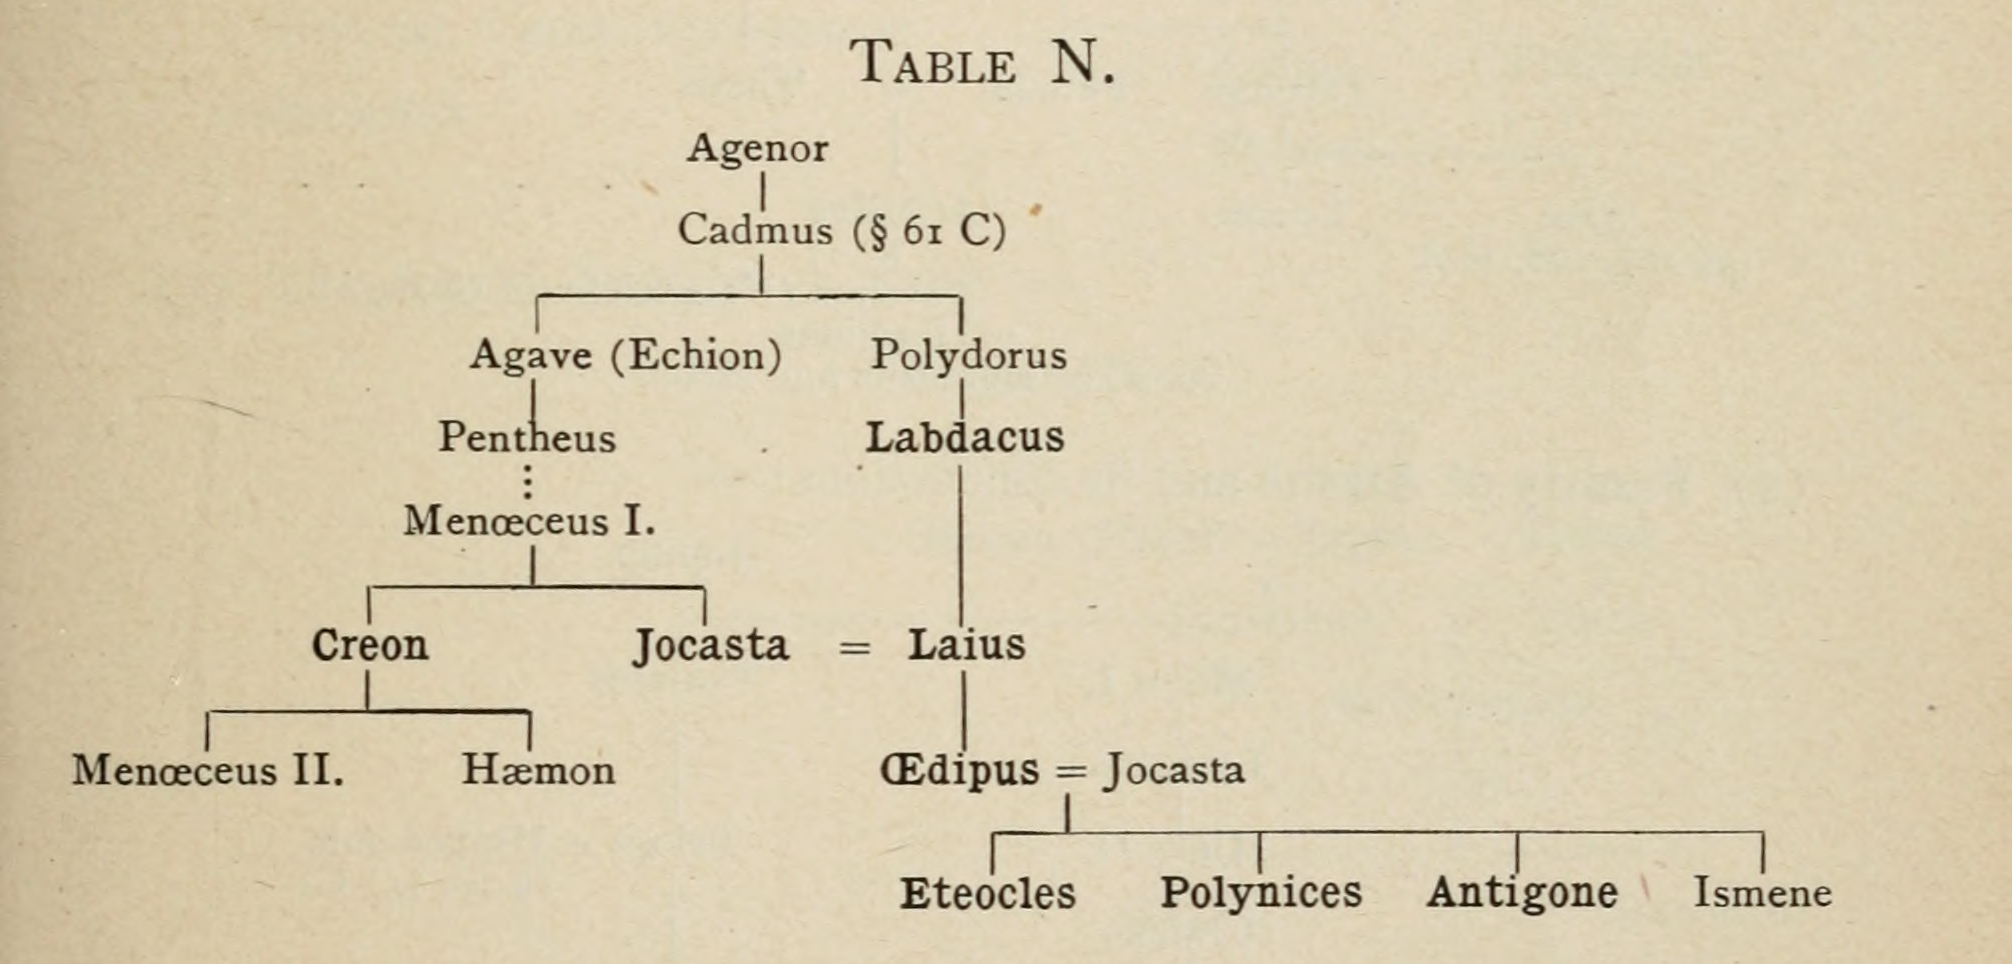 TABLE N.
Agenor
Cadmus (§ 61 C)
Agave (Echion) Polydorus
Pentheus Labdacus
Menœceus I.
Creon Jocasta = Laius
Menœceus II. Hæmon Œdipus = Jocasta
Eteocles Polynices Antigone Ismene